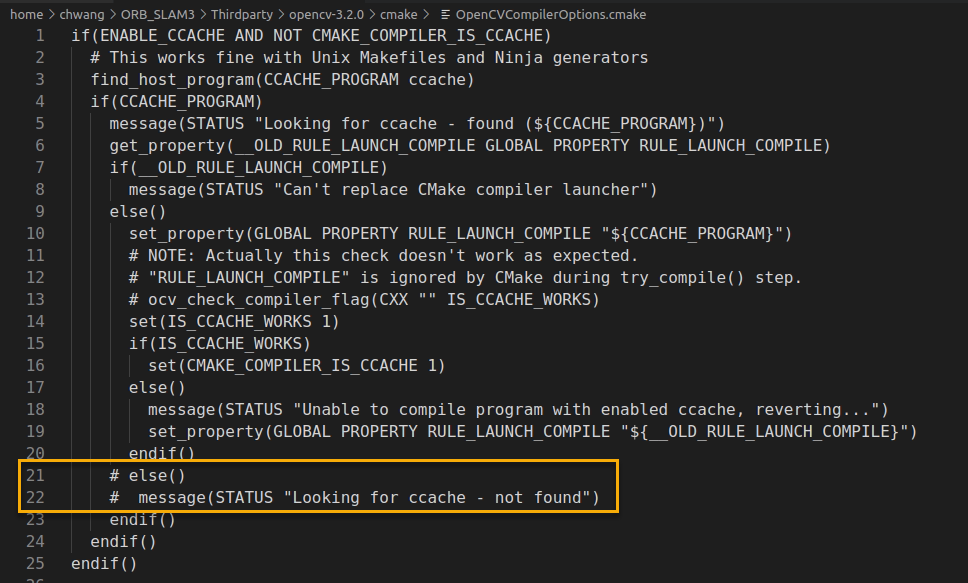 home > chwang > ORB_SLAM3 > Thirdparty > opencv-3.2.0 > cmake > OpenCVCompilerOptions.cmake
1 if(ENABLE_CCACHE AND NOT CMAKE_COMPILER_IS_CCACHE)
2   # This works fine with Unix Makefiles and Ninja generators
3   find_host_program(CCACHE_PROGRAM ccache)
4   if(CCACHE_PROGRAM)
5     message(STATUS "Looking for ccache - found (${CCACHE_PROGRAM})")
6     get_property(__OLD_RULE_LAUNCH_COMPILE GLOBAL PROPERTY RULE_LAUNCH_COMPILE)
7     if(__OLD_RULE_LAUNCH_COMPILE)
8       message(STATUS "Can't replace CMake compiler launcher")
9     else()
10       set_property(GLOBAL PROPERTY RULE_LAUNCH_COMPILE "${CCACHE_PROGRAM}")
11       # NOTE: Actually this check doesn't work as expected.
12       # "RULE_LAUNCH_COMPILE" is ignored by CMake during try_compile() step.
13       # ocv_check_compiler_flag(CXX "" IS_CCACHE_WORKS)
14       set(IS_CCACHE_WORKS 1)
15       if(IS_CCACHE_WORKS)
16         set(CMAKE_COMPILER_IS_CCACHE 1)
17       else()
18         message(STATUS "Unable to compile program with enabled ccache, reverting...")
19         set_property(GLOBAL PROPERTY RULE_LAUNCH_COMPILE "${__OLD_RULE_LAUNCH_COMPILE}")
20       endif()
21     # else()
22     #  message(STATUS "Looking for ccache - not found")
23     endif()
24   endif()
25 endif()